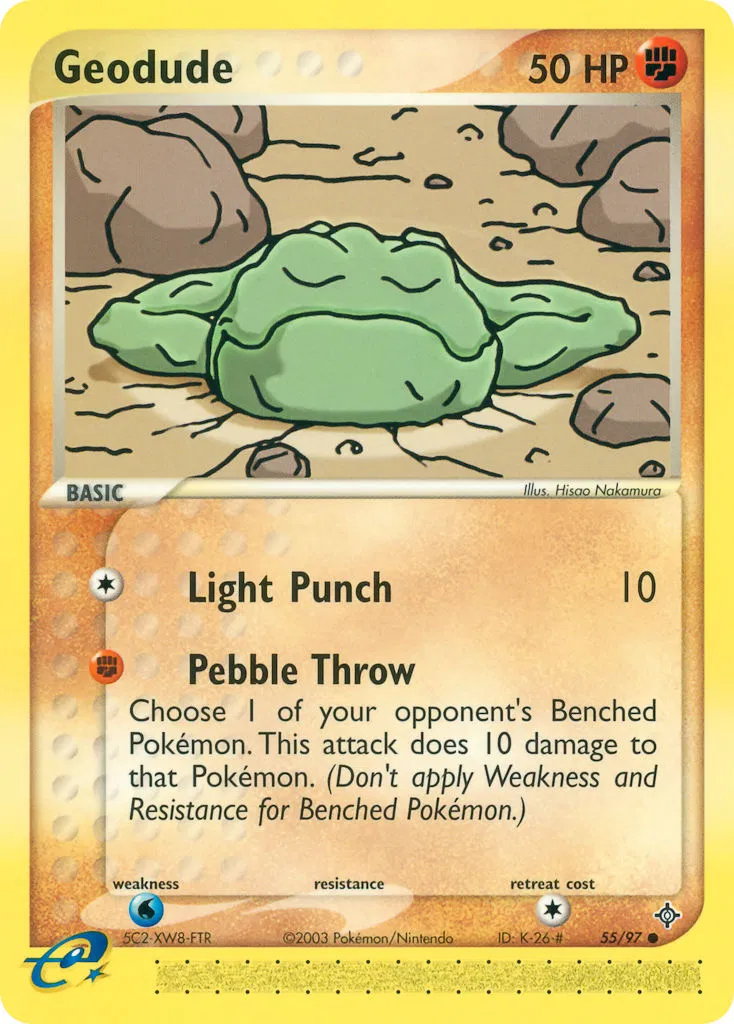 Geodude 50 HP
BASIC Illus. Hisao Nakamura
Light Punch 10
Pebble Throw
Choose 1 of your opponent's Benched
Pokémon. This attack does 10 damage to
that Pokémon. (Don't apply Weakness and
Resistance for Benched Pokémon.)
weakness resistance retreat cost
5C2-XW8-FTR ©2003 Pokémon/Nintendo ID: K-26-# 55/97
e